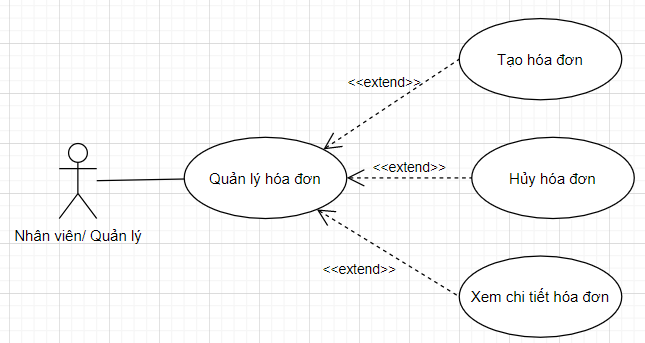 Tạo hóa đơn
<<extend>>
<<extend>>
Quản lý hóa đơn
Hủy hóa đơn
Nhân viên/ Quản lý
<<extend>>
Xem chi tiết hóa đơn